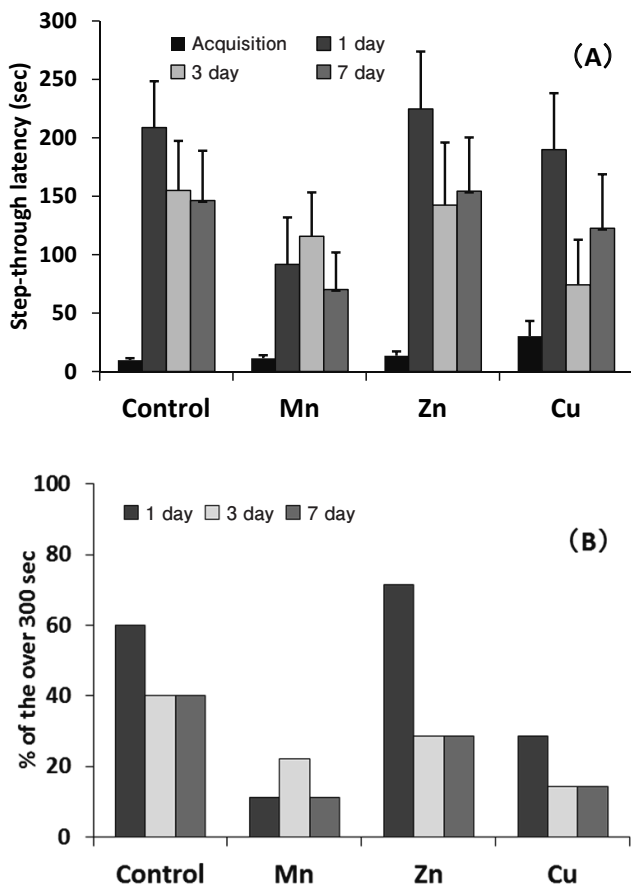 300
250
200
150
100
50
0
Step-through latency (sec)
Acquisition 1 day
3 day 7 day
(A)
Control Mn Zn Cu
100
80
60
40
20
0
% of the over 300 sec
1 day 3 day 7 day
(B)
Control Mn Zn Cu